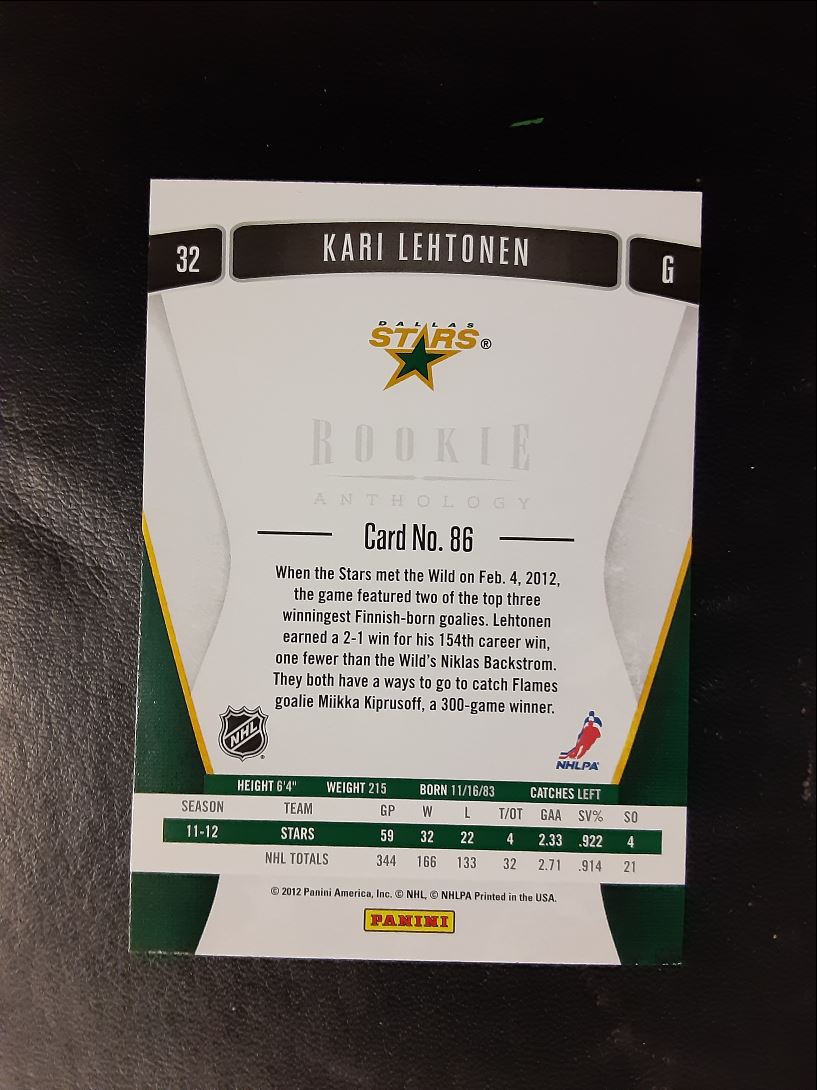 32 KARI LEHTONEN G
DALLAS
STARS®
ROOKIE
ANTHOLOGY
Card No. 86
When the Stars met the Wild on Feb. 4, 2012,
the game featured two of the top three
winningest Finnish-born goalies. Lehtonen
earned a 2-1 win for his 154th career win,
one fewer than the Wild's Niklas Backstrom.
They both have a ways to go to catch Flames
goalie Miikka Kiprusoff, a 300-game winner.
NHL®
NHLPA
HEIGHT 6'4" WEIGHT 215 BORN 11/16/83 CATCHES LEFT
SEASON TEAM GP W L T/OT GAA SV% SO
11-12 STARS 59 32 22 4 2.33 .922 4
NHL TOTALS 344 166 133 32 2.71 .914 21
© 2012 Panini America, Inc. © NHL, © NHLPA Printed in the USA.
PANINI